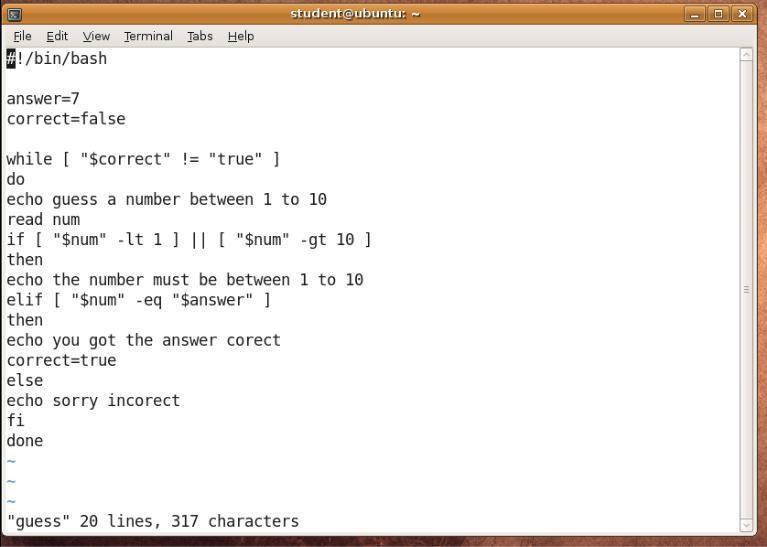 student@ubuntu: ~
File Edit View Terminal Tabs Help
#!/bin/bash

answer=7
correct=false

while [ "$correct" != "true" ]
do
echo guess a number between 1 to 10
read num
if [ "$num" -lt 1 ] || [ "$num" -gt 10 ]
then
echo the number must be between 1 to 10
elif [ "$num" -eq "$answer" ]
then
echo you got the answer corect
correct=true
else
echo sorry incorect
fi
done
~
~
~
"guess" 20 lines, 317 characters